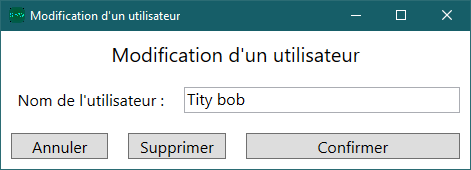 Modification d'un utilisateur
Modification d'un utilisateur
Nom de l'utilisateur : Tity bob
Annuler Supprimer Confirmer